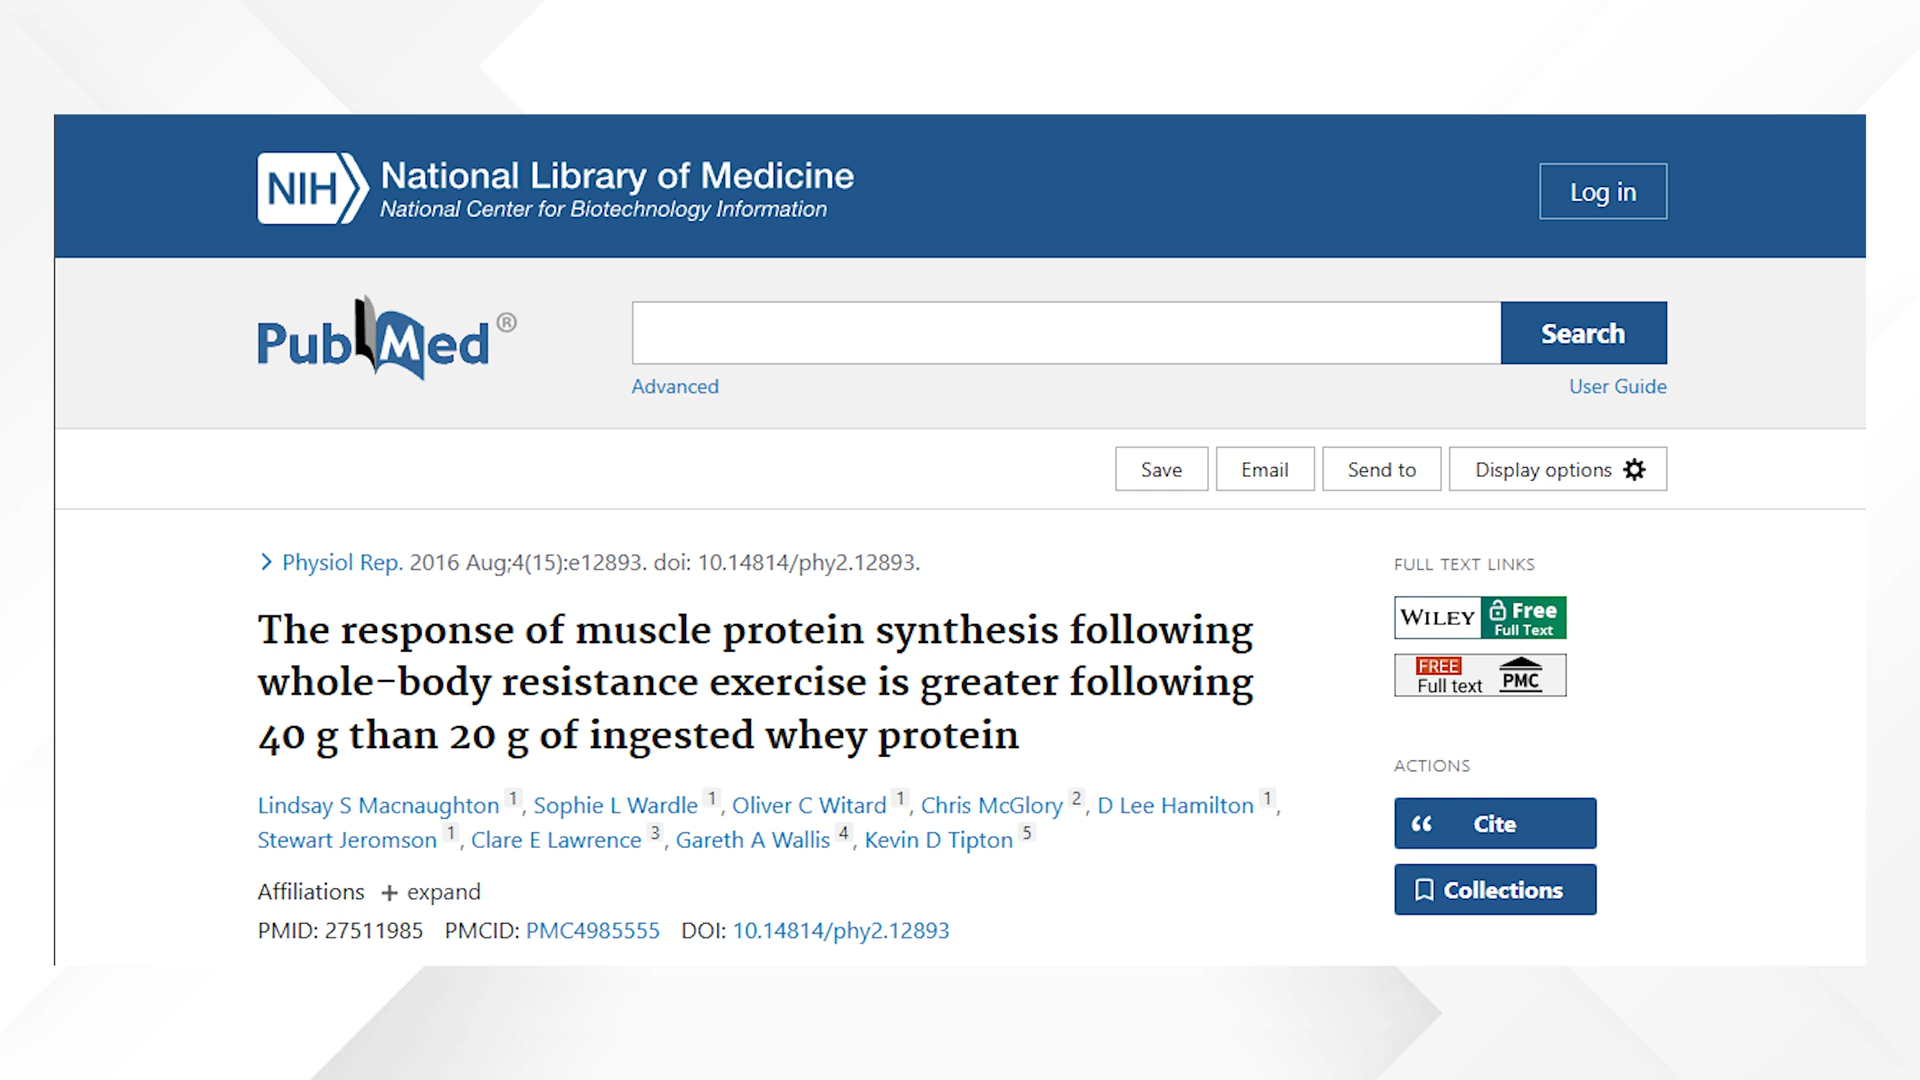 NIH National Library of Medicine
National Center for Biotechnology Information
Log in
PubMed®
Search
Advanced
User Guide
Save
Email
Send to
Display options
Physiol Rep. 2016 Aug;4(15):e12893. doi: 10.14814/phy2.12893.
The response of muscle protein synthesis following
whole-body resistance exercise is greater following
40 g than 20 g of ingested whey protein
Lindsay S Macnaughton 1, Sophie L Wardle 1, Oliver C Witard 1, Chris McGlory 2, D Lee Hamilton 1,
Stewart Jeromson 1, Clare E Lawrence 3, Gareth A Wallis 4, Kevin D Tipton 5
Affiliations + expand
PMID: 27511985 PMCID: PMC4985555 DOI: 10.14814/phy2.12893
FULL TEXT LINKS
WILEY Free
Full Text
FREE
Full text PMC
ACTIONS
Cite
Collections